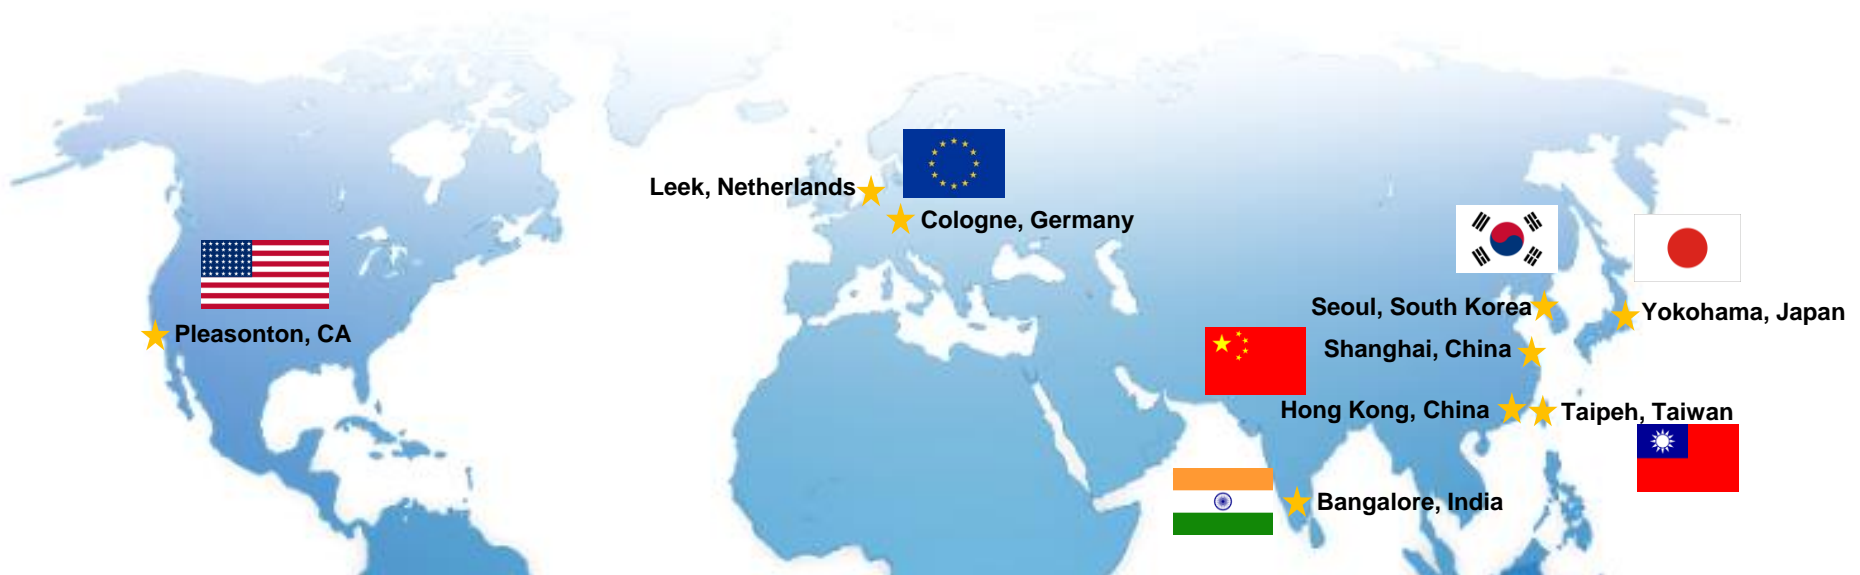 Leek, Netherlands
Cologne, Germany
Seoul, South Korea
Yokohama, Japan
Pleasonton, CA
Shanghai, China
Hong Kong, China
Taipeh, Taiwan
Bangalore, India